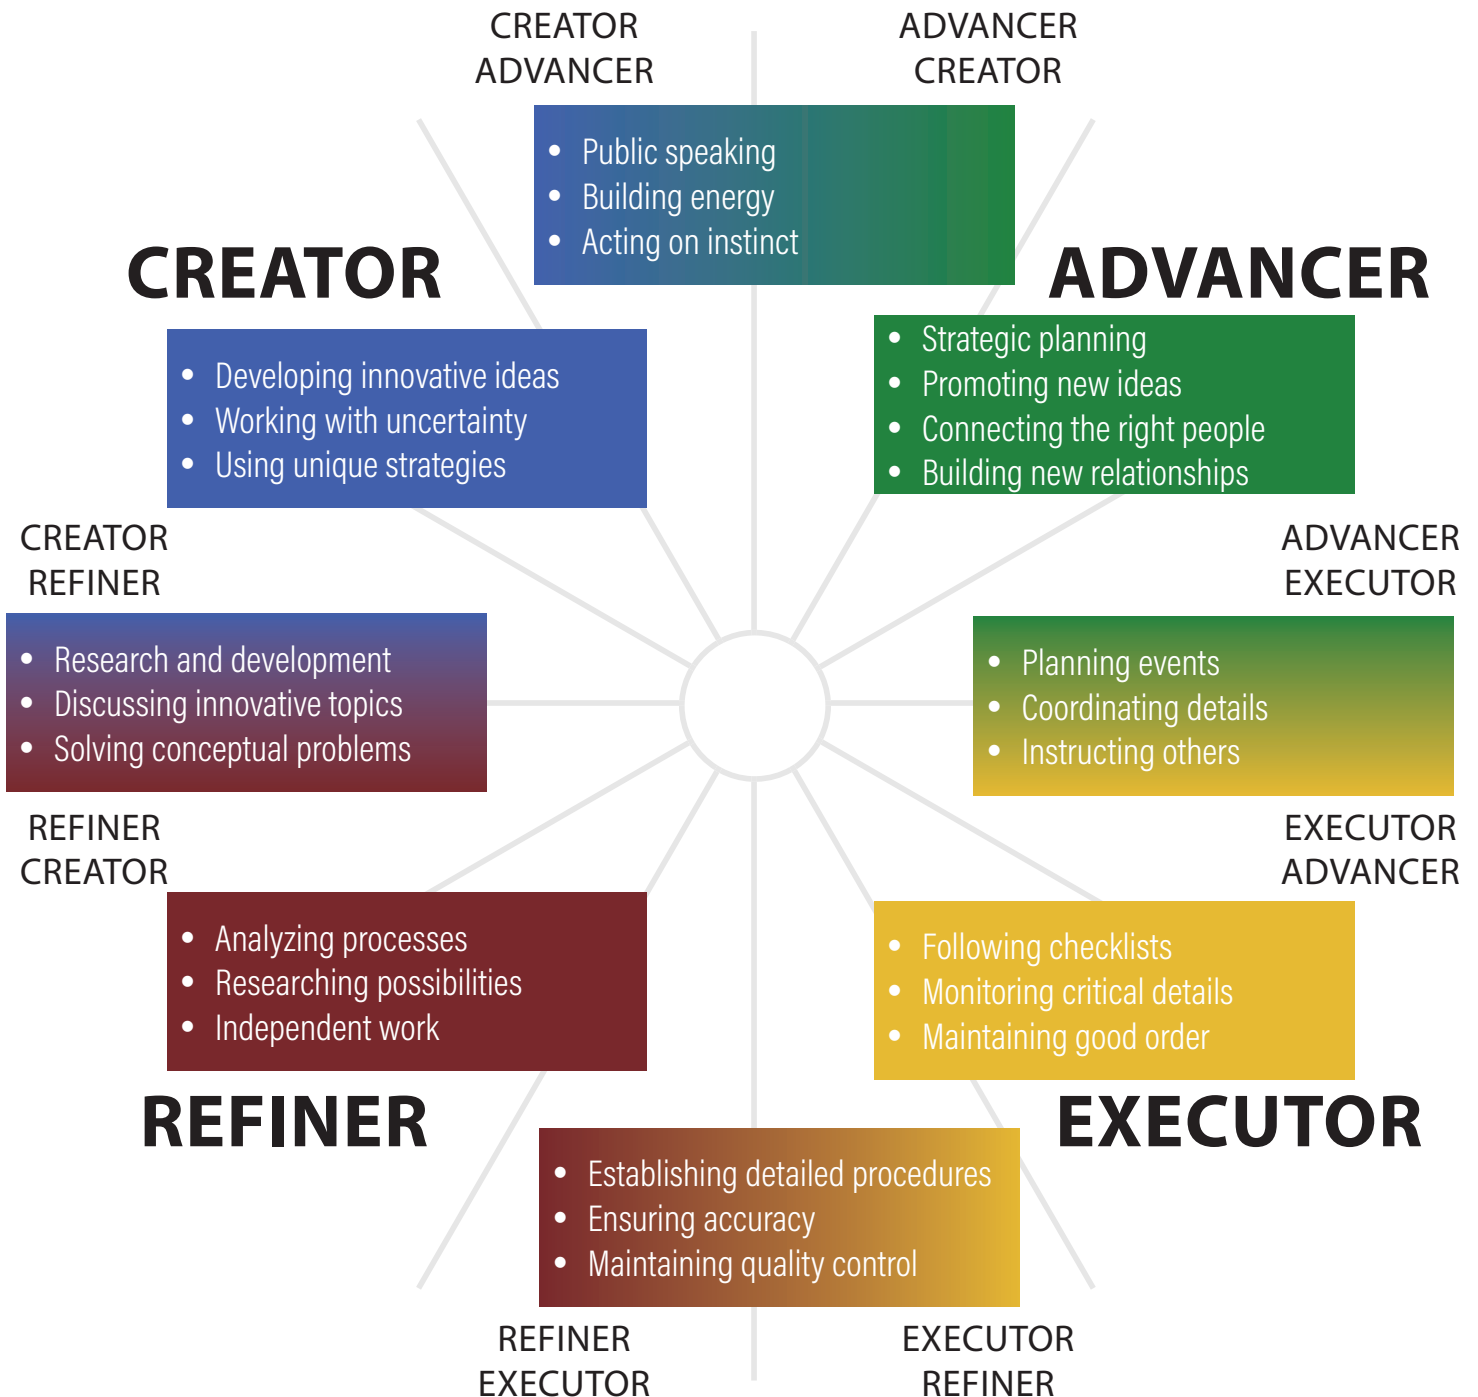 CREATOR
ADVANCER
ADVANCER
CREATOR
• Public speaking
• Building energy
• Acting on instinct
CREATOR
• Developing innovative ideas
• Working with uncertainty
• Using unique strategies
ADVANCER
• Strategic planning
• Promoting new ideas
• Connecting the right people
• Building new relationships
CREATOR
REFINER
• Research and development
• Discussing innovative topics
• Solving conceptual problems
REFINER
CREATOR
ADVANCER
EXECUTOR
• Planning events
• Coordinating details
• Instructing others
EXECUTOR
ADVANCER
• Analyzing processes
• Researching possibilities
• Independent work
REFINER
• Following checklists
• Monitoring critical details
• Maintaining good order
EXECUTOR
• Establishing detailed procedures
• Ensuring accuracy
• Maintaining quality control
REFINER
EXECUTOR
EXECUTOR
REFINER